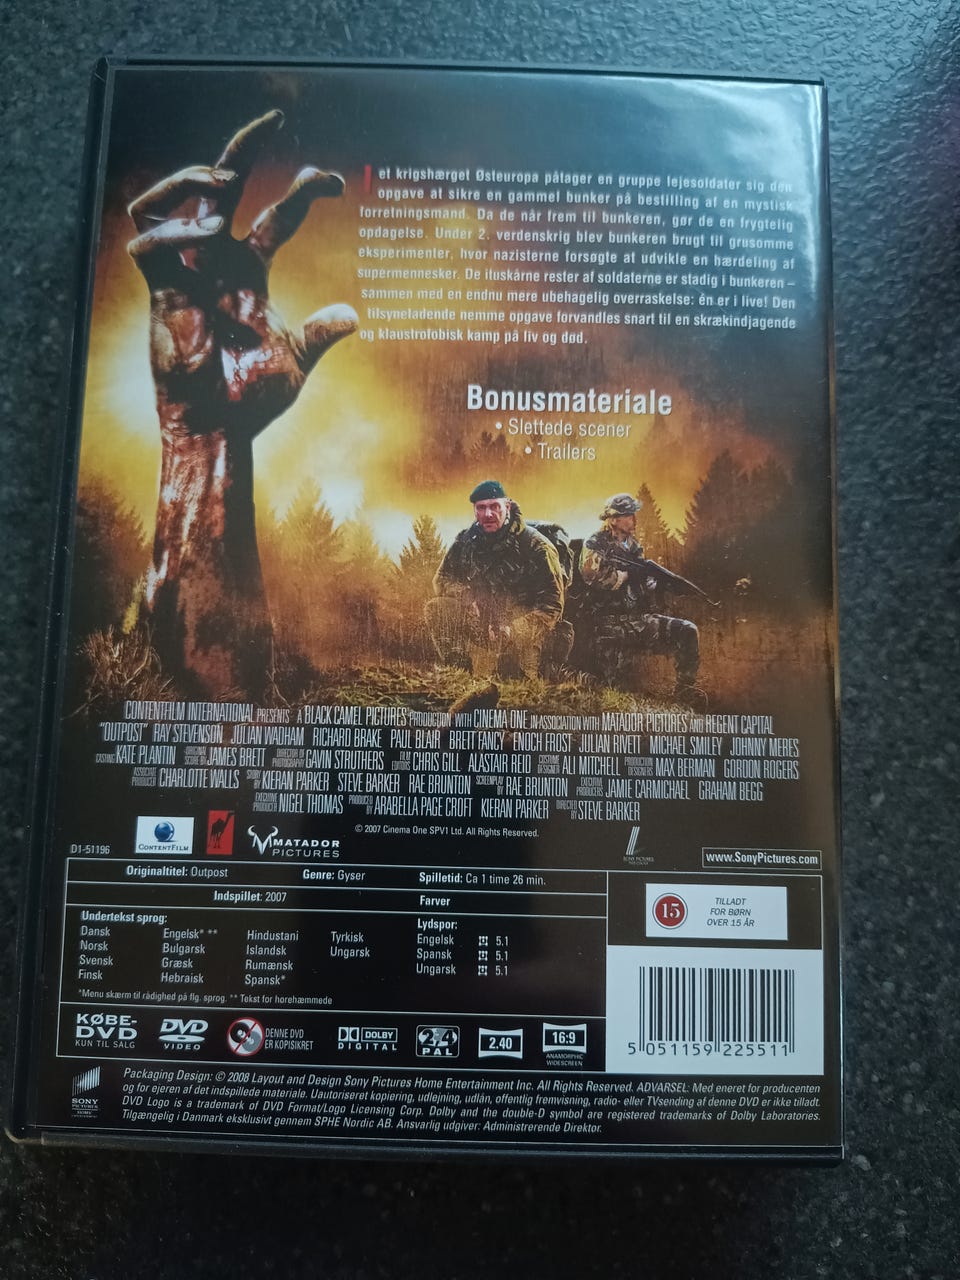 I et krigshærget Østeuropa påtager en gruppe lejesoldater sig den
opgave at sikre en gammel bunker på bestilling af en mystisk
forretningsmand. Da de når frem til bunkeren, gør de en frygtelig
opdagelse. Under 2. verdenskrig blev bunkeren brugt til grusomme
eksperimenter, hvor nazisterne forsøgte at udvikle en hærdeling af
supermennesker. De ituskårne rester af soldaterne er stadig i bunkeren –
sammen med en endnu mere ubehagelig overraskelse: én er i live! Den
tilsyneladende nemme opgave forvandles snart til en skrækindjagende
og klaustrofobisk kamp på liv og død.
Bonusmateriale
• Slettede scener
• Trailers
CONTENTFILM INTERNATIONAL PRESENTS A BLACK CAMEL PICTURES PRODUCTION WITH CINEMA ONE IN ASSOCIATION WITH MATADOR PICTURES AND REGENT CAPITAL
"OUTPOST" RAY STEVENSON JULIAN WADHAM RICHARD BRAKE PAUL BLAIR BRETT FANCY ENOCH FROST JULIAN RIVETT MICHAEL SMILEY JOHNNY MERES
CASTING KATE PLANTIN ORIGINAL SCORE BY JAMES BRETT DIRECTOR OF PHOTOGRAPHY GAVIN STRUTHERS FILM EDITORS CHRIS GILL ALASTAIR REID COSTUME DESIGNER ALI MITCHELL PRODUCTION DESIGNERS MAX BERMAN GORDON ROGERS
ASSOCIATE PRODUCER CHARLOTTE WALLS STORY BY KIERAN PARKER STEVE BARKER RAE BRUNTON SCREENPLAY BY RAE BRUNTON EXECUTIVE PRODUCERS JAMIE CARMICHAEL GRAHAM BEGG
EXECUTIVE PRODUCER NIGEL THOMAS PRODUCED BY ARABELLA PAGE CROFT KIERAN PARKER DIRECTED BY STEVE BARKER
© 2007 Cinema One SPV1 Ltd. All Rights Reserved.
CONTENTFILM
MATADOR
PICTURES
D1-51196
www.SonyPictures.com
Originaltitel: Outpost Genre: Gyser Spilletid: Ca 1 time 26 min.
Indspillet: 2007 Farver
Undertekst sprog:
Dansk Engelsk* ** Hindustani Tyrkisk
Norsk Bulgarsk Islandsk Ungarsk
Svensk Græsk Rumænsk
Finsk Hebraisk Spansk*
*Menu skærm til rådighed på flg. sprog. ** Tekst for hørehæmmede
Lydspor:
Engelsk 5.1
Spansk 5.1
Ungarsk 5.1
15
TILLADT
FOR BØRN
OVER 15 ÅR
KØBE-
DVD
KUN TIL SALG
DVD
VIDEO
DENNE DVD
ER KOPISIKRET
DOLBY
DIGITAL
2 4
PAL
2.40
16:9
ANAMORPHIC
WIDESCREEN
5 051159 225511
SONY
PICTURES
HOME
Packaging Design: © 2008 Layout and Design Sony Pictures Home Entertainment Inc. All Rights Reserved. ADVARSEL: Med eneret for producenten
og for ejeren af det indspillede materiale. Uautoriseret kopiering, udlejning, udlån, offentlig fremvisning, radio- eller TVsending af denne DVD er ikke tilladt.
DVD Logo is a trademark of DVD Format/Logo Licensing Corp. Dolby and the double-D symbol are registered trademarks of Dolby Laboratories.
Tilgængelig i Danmark eksklusivt gennem SPHE Nordic AB. Ansvarlig udgiver: Administrerende Direktør.